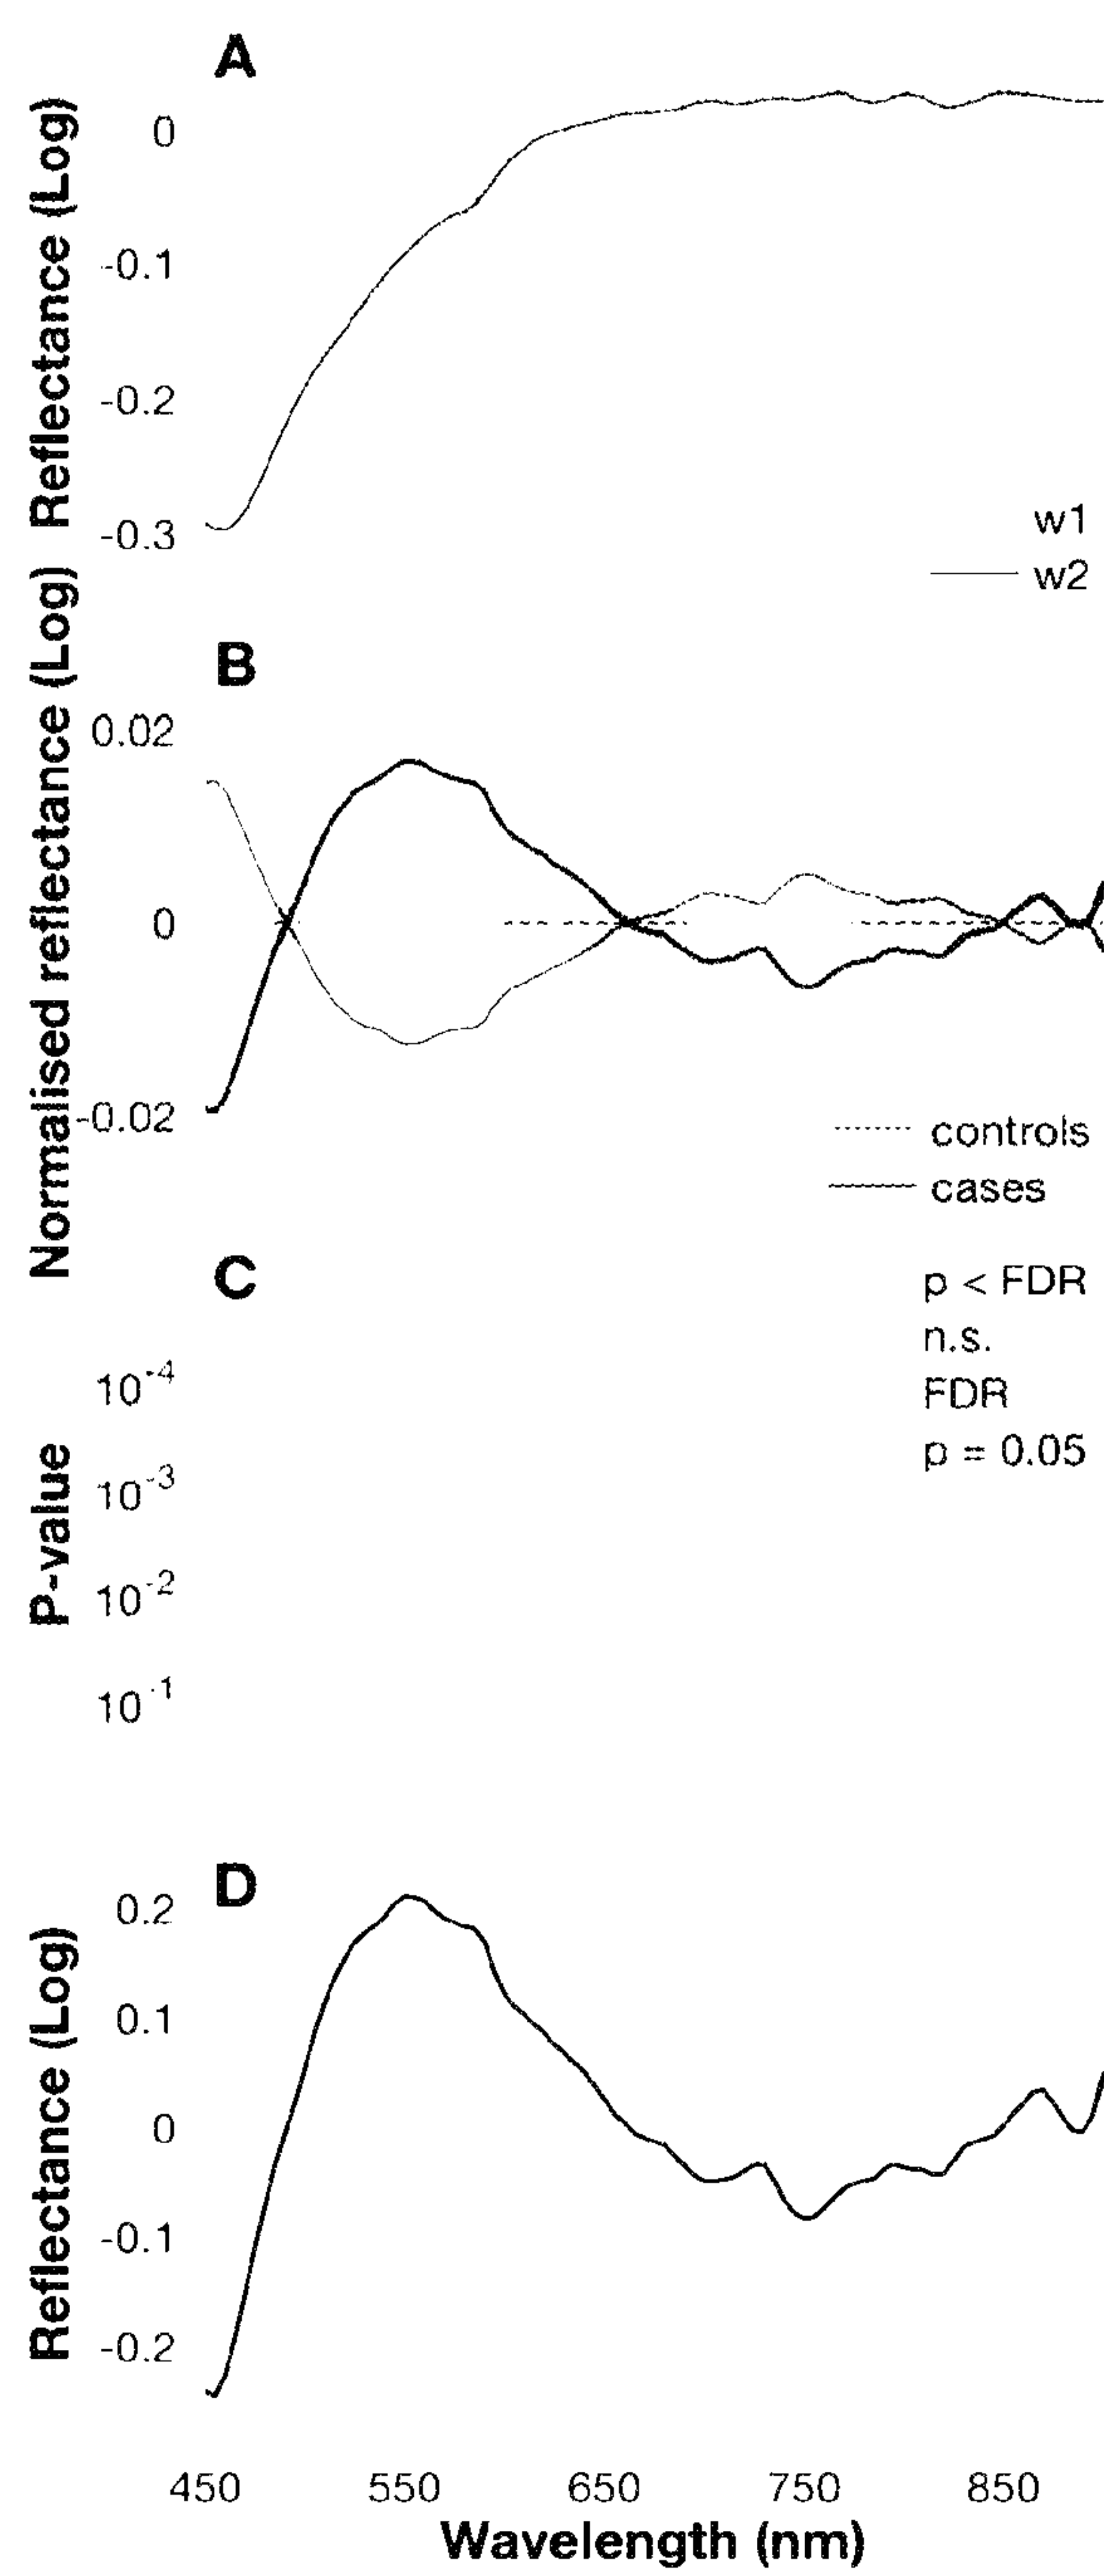 A
Reflectance (Log)
0
-0.1
-0.2
-0.3
w1
w2
B
Normalised reflectance (Log)
0.02
0
-0.02
controls
cases
C
P-value
10^-4
10^-3
10^-2
10^-1
p < FDR
n.s.
FDR
p = 0.05
D
Reflectance (Log)
0.2
0.1
0
-0.1
-0.2
450 550 650 750 850
Wavelength (nm)